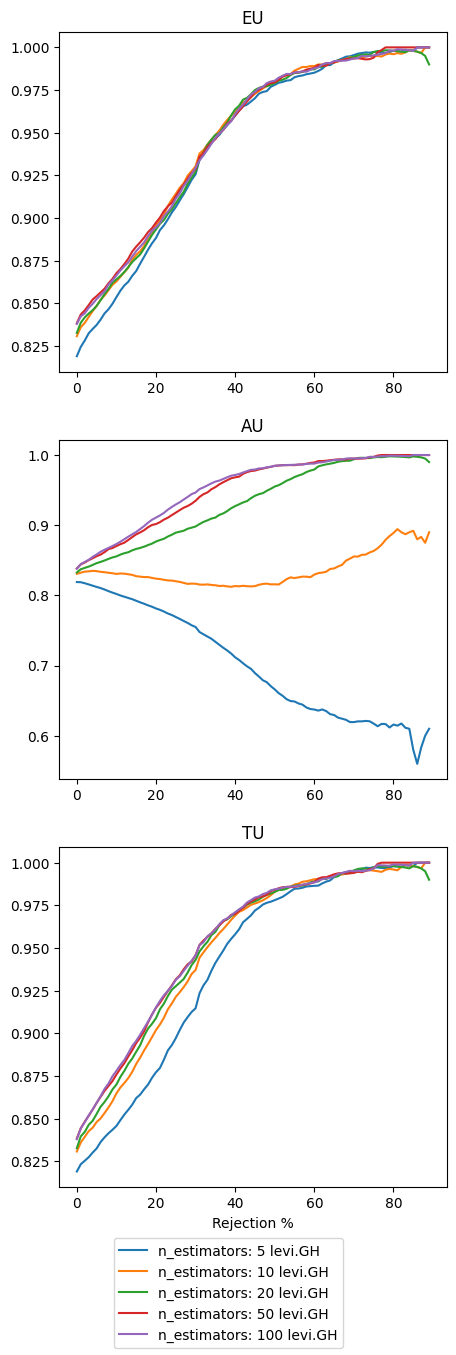 EU
1.000
0.975
0.950
0.925
0.900
0.875
0.850
0.825
0 20 40 60 80
AU
1.0
0.9
0.8
0.7
0.6
0 20 40 60 80
TU
1.000
0.975
0.950
0.925
0.900
0.875
0.850
0.825
0 20 40 60 80
Rejection %
n_estimators: 5 levi.GH
n_estimators: 10 levi.GH
n_estimators: 20 levi.GH
n_estimators: 50 levi.GH
n_estimators: 100 levi.GH